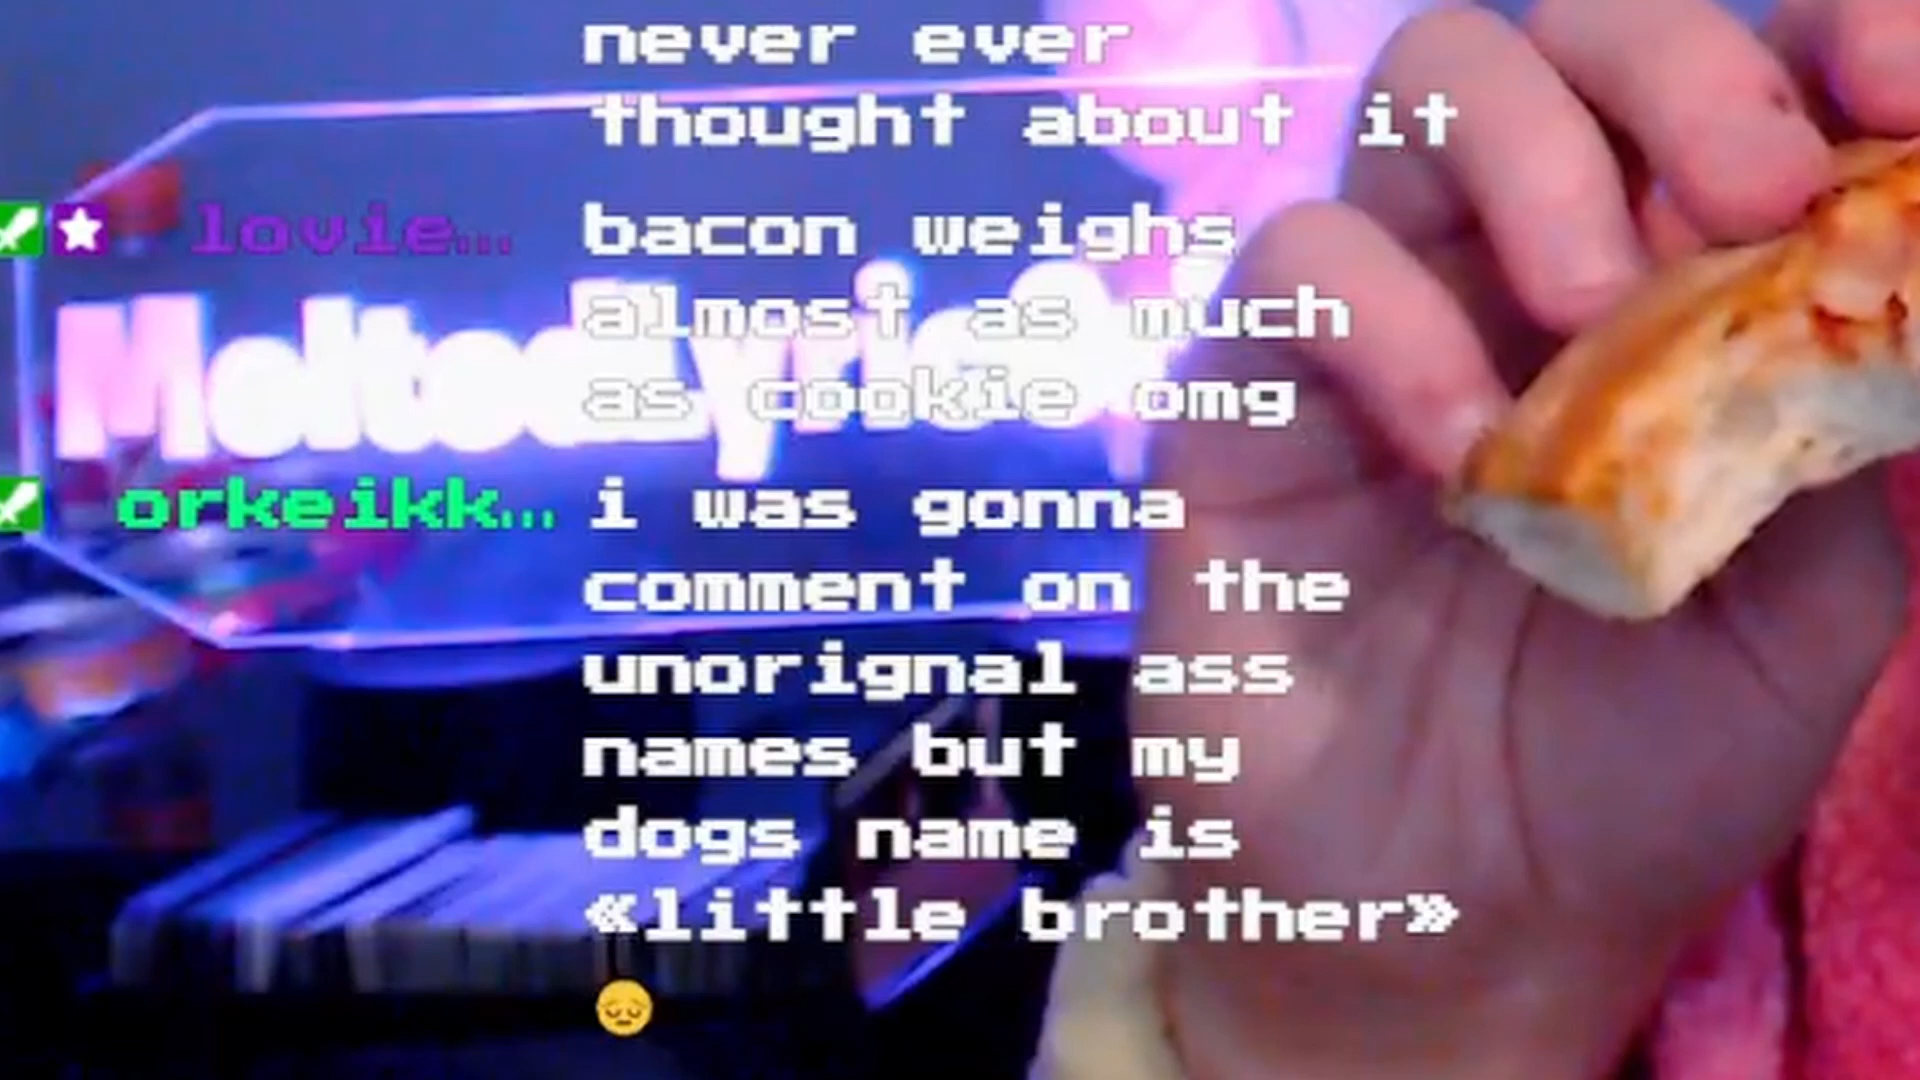 never ever
thought about it
lovie... bacon weighs
almost as much
as cookie omg
orkeikk... i was gonna
comment on the
unorignal ass
names but my
dogs name is
«little brother»
😔